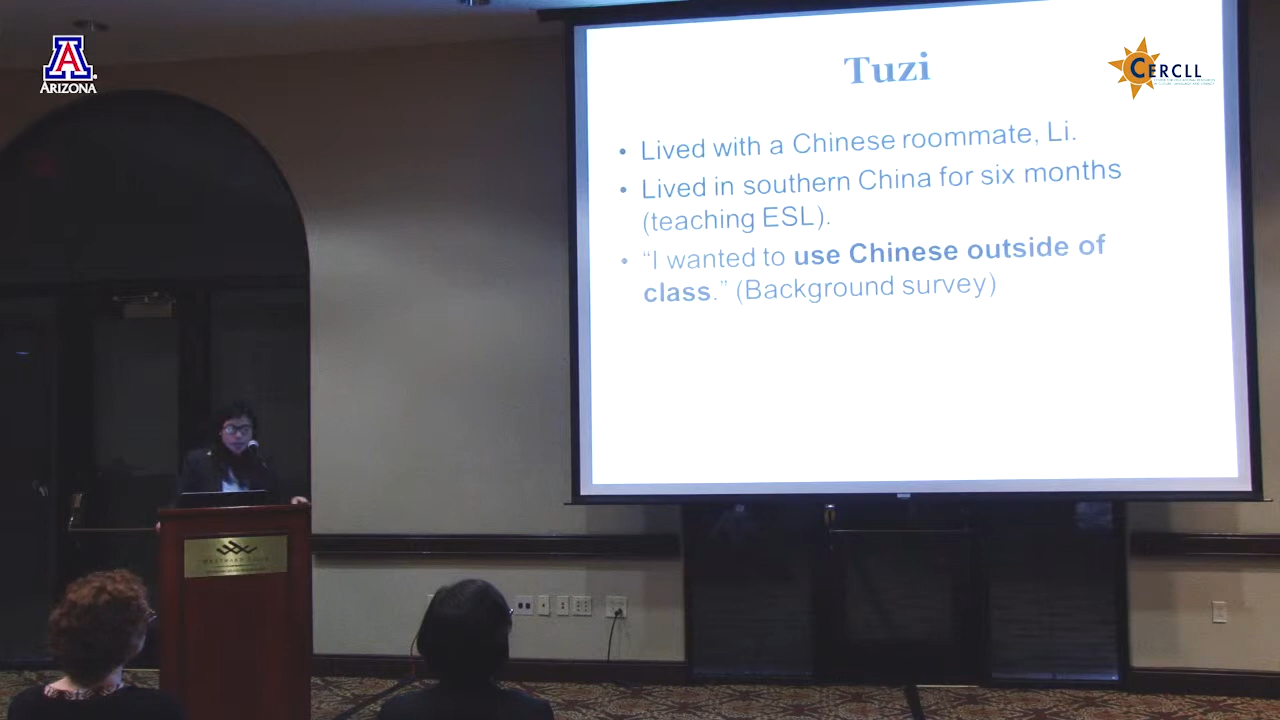 ARIZONA
CERCLL
Tuzi
• Lived with a Chinese roommate, Li.
• Lived in southern China for six months
(teaching ESL).
• “I wanted to use Chinese outside of
class.” (Background survey)